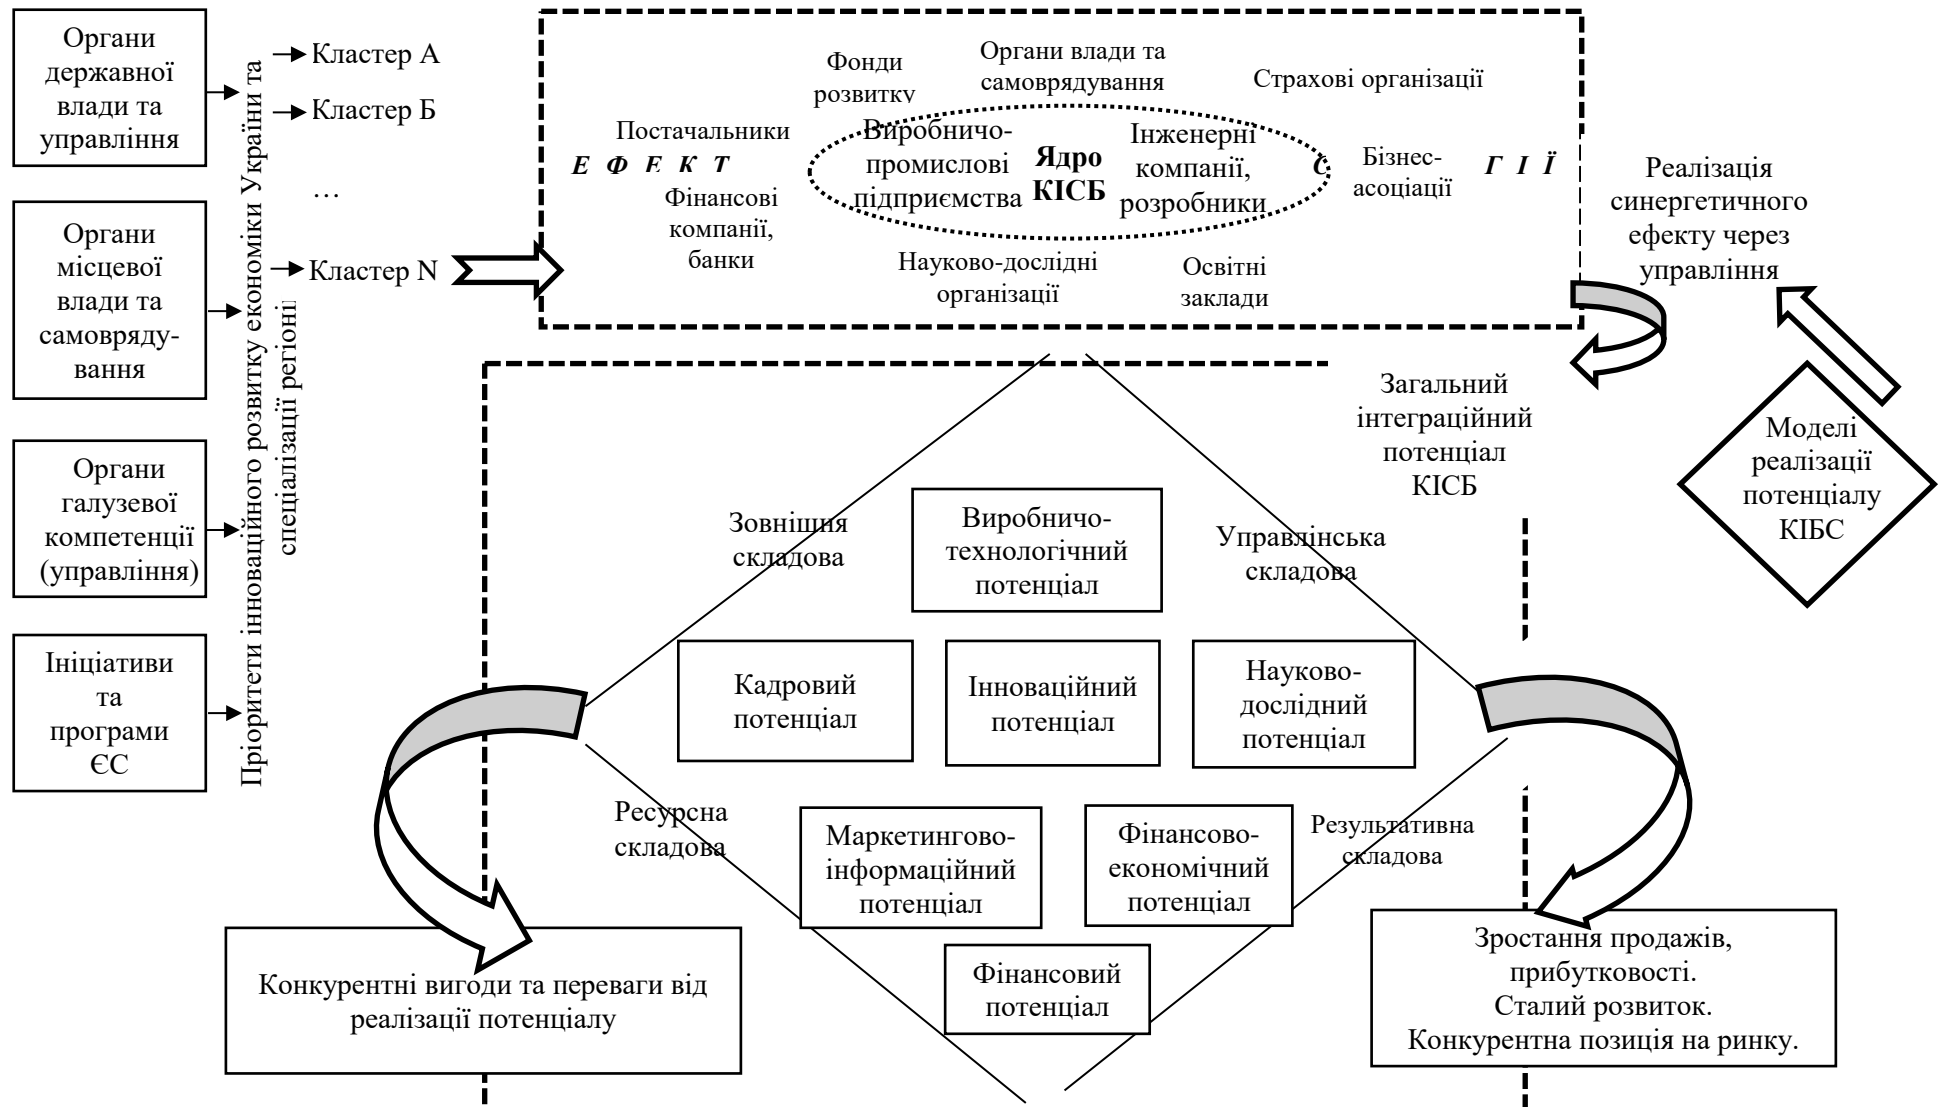 Органи
державної
влади та
управління
Органи
місцевої
влади та
самовряду-
вання
Органи
галузевої
компетенції
(управління)
Ініціативи
та
програми
ЄС
Пріоритети інноваційного розвитку економіки України та
спеціалізації регіонів
Кластер А
Кластер Б
…
Кластер N
Фонди
розвитку
Органи влади та
самоврядування
Страхові організації
Постачальники
Е Ф Е К Т
Фінансові
компанії,
банки
Виробничо-
промислові
підприємства
Ядро
КІСБ
Інженерні
компанії,
розробники
С
Бізнес-
асоціації
Г І Ї
Науково-дослідні
організації
Освітні
заклади
Реалізація
синергетичного
ефекту через
управління
Загальний
інтеграційний
потенціал
КІСБ
Моделі
реалізації
потенціалу
КІБС
Зовнішня
складова
Управлінська
складова
Виробничо-
технологічний
потенціал
Кадровий
потенціал
Інноваційний
потенціал
Науково-
дослідний
потенціал
Ресурсна
складова
Маркетингово-
інформаційний
потенціал
Фінансово-
економічний
потенціал
Результативна
складова
Фінансовий
потенціал
Конкурентні вигоди та переваги від
реалізації потенціалу
Зростання продажів,
прибутковості.
Сталий розвиток.
Конкурентна позиція на ринку.